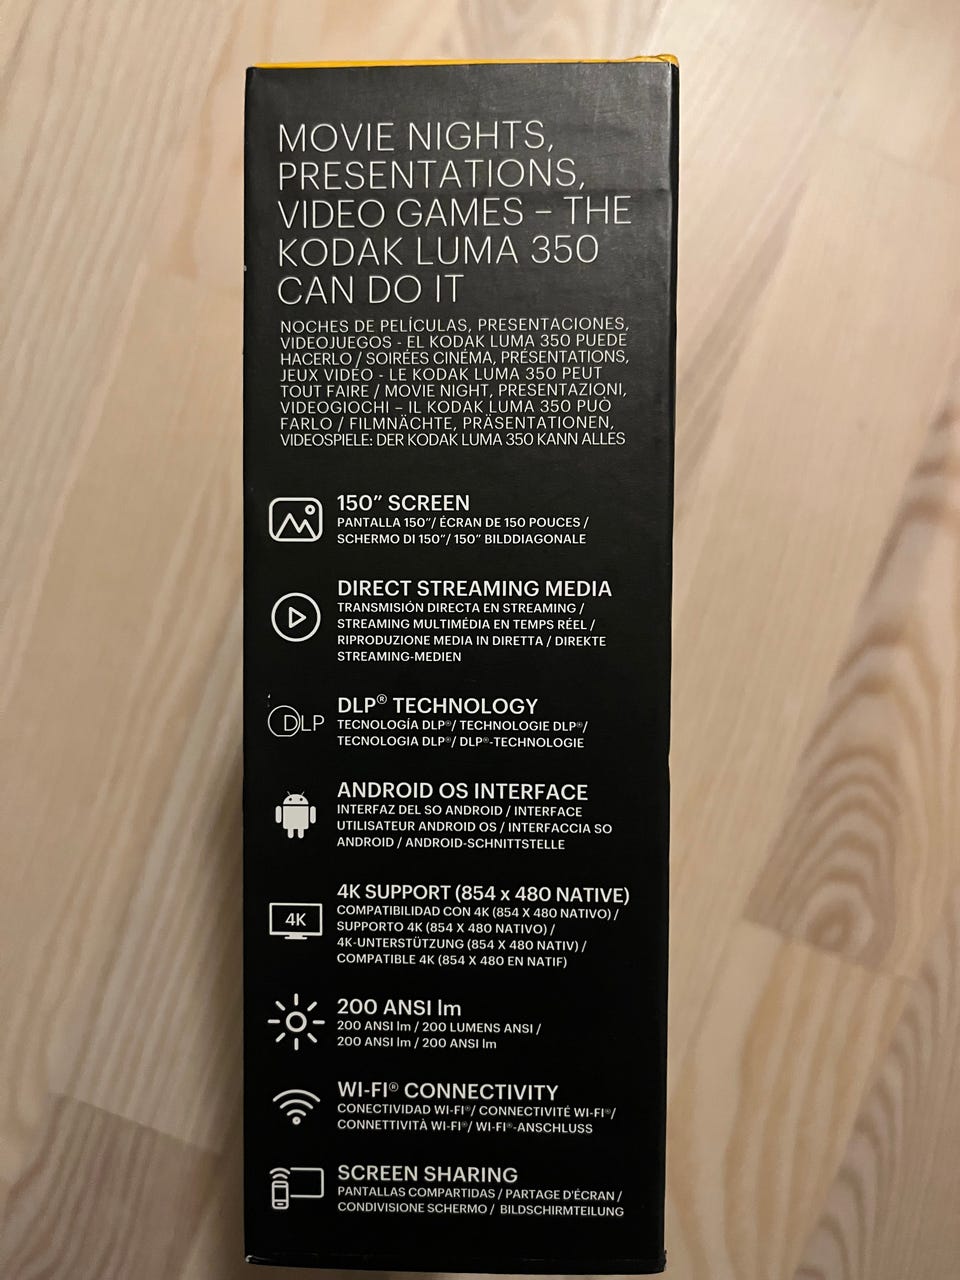 MOVIE NIGHTS,
PRESENTATIONS,
VIDEO GAMES – THE
KODAK LUMA 350
CAN DO IT
NOCHES DE PELÍCULAS, PRESENTACIONES,
VIDEOJUEGOS - EL KODAK LUMA 350 PUEDE
HACERLO / SOIRÉES CINÉMA, PRÉSENTATIONS,
JEUX VIDÉO - LE KODAK LUMA 350 PEUT
TOUT FAIRE / MOVIE NIGHT, PRESENTAZIONI,
VIDEOGIOCHI – IL KODAK LUMA 350 PUÒ
FARLO / FILMNÄCHTE, PRÄSENTATIONEN,
VIDEOSPIELE: DER KODAK LUMA 350 KANN ALLES
150” SCREEN
PANTALLA 150”/ ÉCRAN DE 150 POUCES /
SCHERMO DI 150”/ 150” BILDDIAGONALE
DIRECT STREAMING MEDIA
TRANSMISIÓN DIRECTA EN STREAMING /
STREAMING MULTIMÉDIA EN TEMPS RÉEL /
RIPRODUZIONE MEDIA IN DIRETTA / DIREKTE
STREAMING-MEDIEN
DLP
DLP® TECHNOLOGY
TECNOLOGÍA DLP®/ TECHNOLOGIE DLP®/
TECNOLOGIA DLP®/ DLP®-TECHNOLOGIE
ANDROID OS INTERFACE
INTERFAZ DEL SO ANDROID / INTERFACE
UTILISATEUR ANDROID OS / INTERFACCIA SO
ANDROID / ANDROID-SCHNITTSTELLE
4K
4K SUPPORT (854 x 480 NATIVE)
COMPATIBILIDAD CON 4K (854 X 480 NATIVO) /
SUPPORTO 4K (854 X 480 NATIVO) /
4K-UNTERSTÜTZUNG (854 X 480 NATIV) /
COMPATIBLE 4K (854 X 480 EN NATIF)
200 ANSI lm
200 ANSI lm / 200 LUMENS ANSI /
200 ANSI lm / 200 ANSI lm
WI-FI® CONNECTIVITY
CONECTIVIDAD WI-FI®/ CONNECTIVITÉ WI-FI®/
CONNETTIVITÀ WI-FI®/ WI-FI®-ANSCHLUSS
SCREEN SHARING
PANTALLAS COMPARTIDAS / PARTAGE D'ÉCRAN /
CONDIVISIONE SCHERMO / BILDSCHIRMTEILUNG